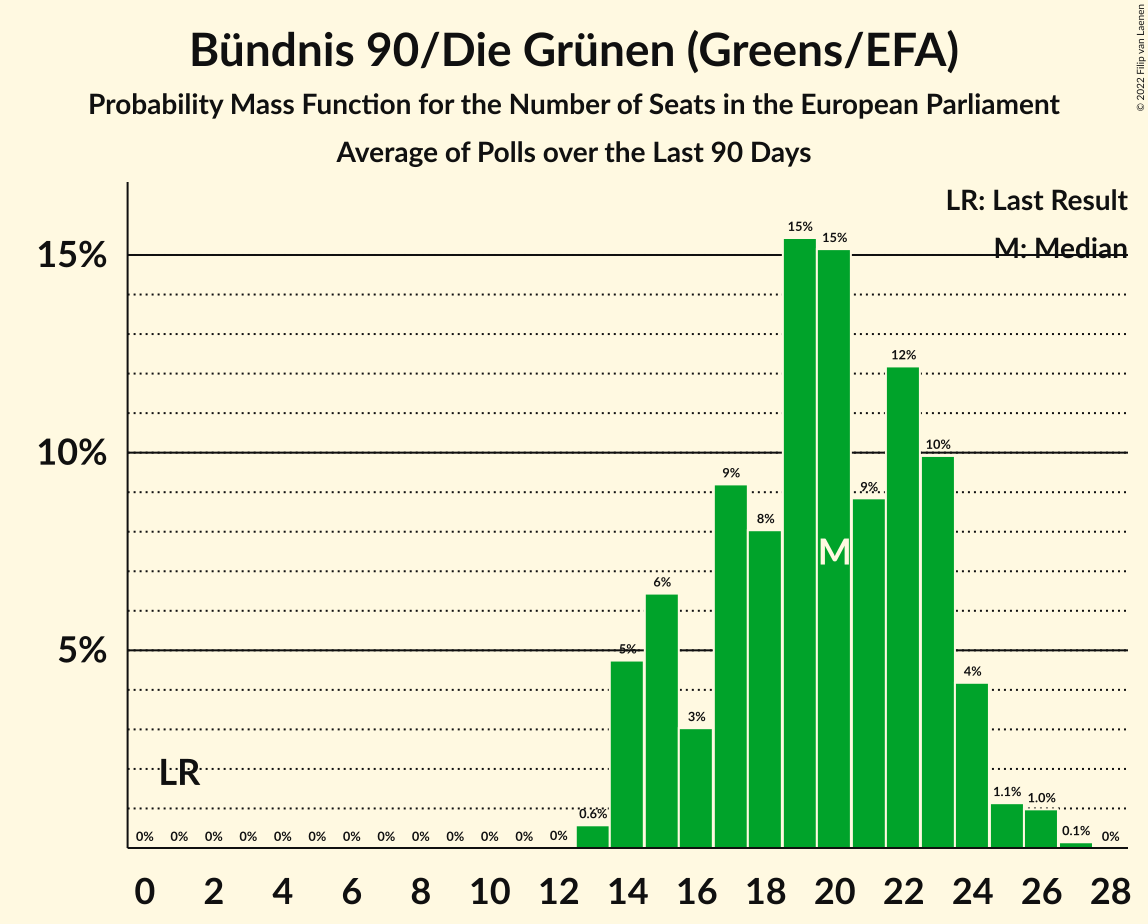 Bündnis 90/Die Grünen (Greens/EFA)
Probability Mass Function for the Number of Seats in the European Parliament
Average of Polls over the Last 90 Days
© 2022 Filip van Laenen
LR: Last Result
M: Median
15%
10%
5%
15%
15%
12%
10%
9%
9%
8%
6%
5%
4%
3%
M
LR
0% 0% 0% 0% 0% 0% 0% 0% 0% 0% 0% 0% 0% 0.6% 1.1% 1.0% 0.1% 0%
0 2 4 6 8 10 12 14 16 18 20 22 24 26 28